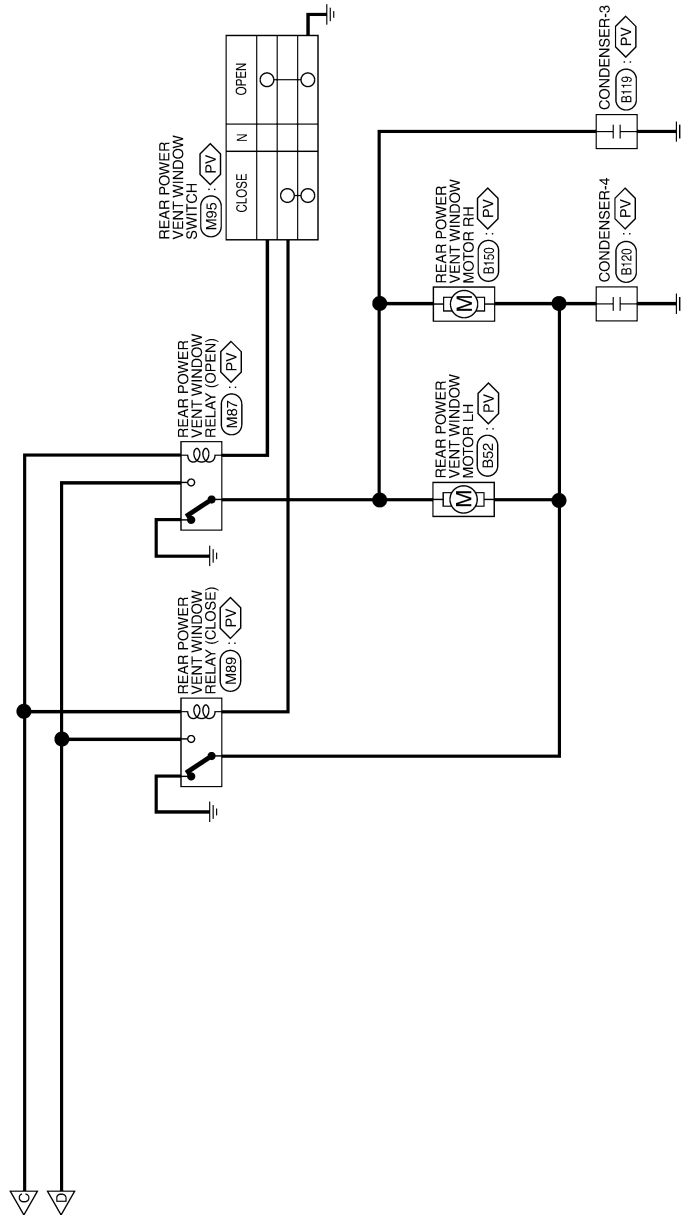 REAR POWER
VENT WINDOW
SWITCH
M95 : PV
CLOSE N OPEN
REAR POWER
VENT WINDOW
RELAY (OPEN)
M87 : PV
REAR POWER
VENT WINDOW
RELAY (CLOSE)
M89 : PV
REAR POWER
VENT WINDOW
MOTOR RH
B150 : PV
M
REAR POWER
VENT WINDOW
MOTOR LH
B52 : PV
M
CONDENSER-3
B119 : PV
CONDENSER-4
B120 : PV
C
D